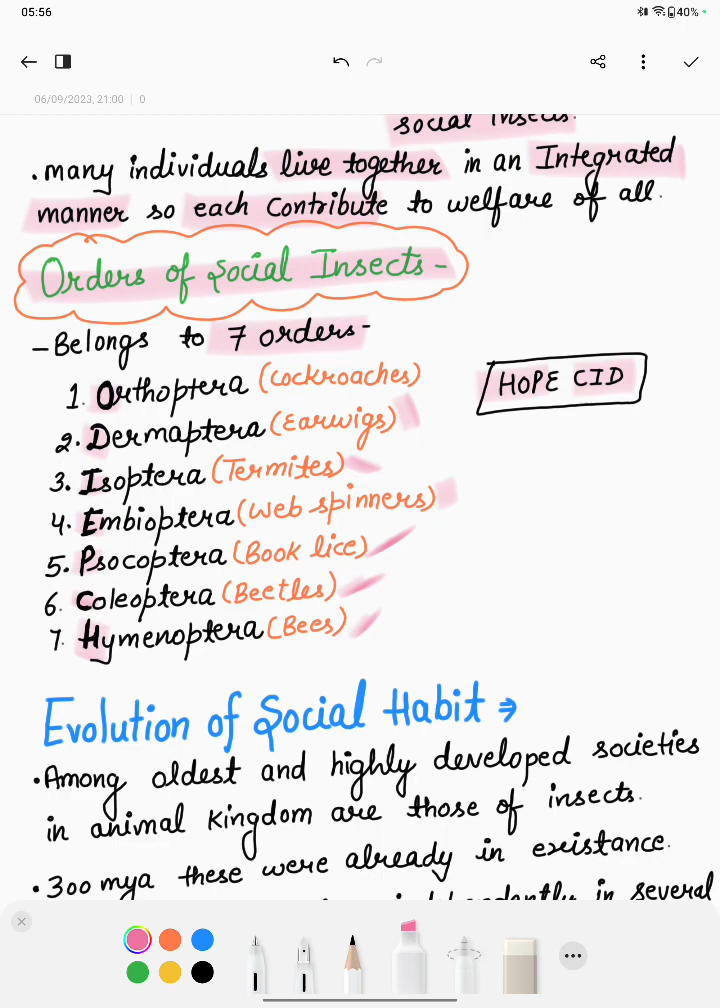 05:56
40%
06/09/2023, 21:00 | 0
social insects.
• many individuals live together in an Integrated
manner so each Contribute to welfare of all.
Orders of Social Insects -
- Belongs to 7 orders -
HOPE CID
1. Orthoptera (Cockroaches)
2. Dermaptera (Earwigs)
3. Isoptera (Termites)
4. Embioptera (Web spinners)
5. Psocoptera (Book lice)
6. Coleoptera (Beetles)
7. Hymenoptera (Bees)
Evolution of Social Habit ⇒
• Among oldest and highly developed societies
in animal Kingdom are those of insects.
• 300 mya these were already in existance.
in several